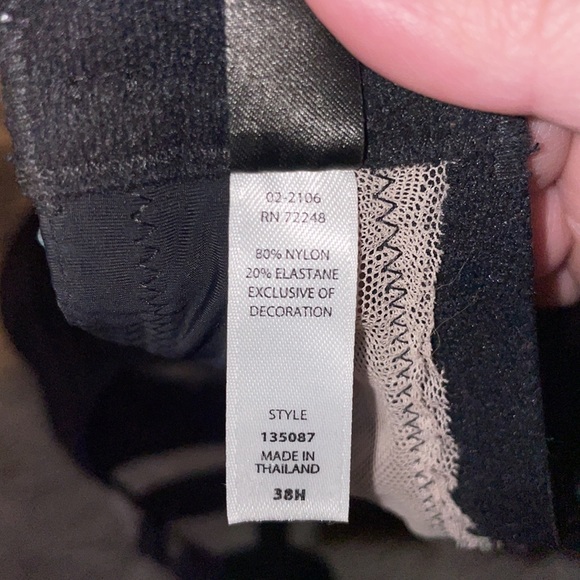 02-2106
RN 72248
80% NYLON
20% ELASTANE
EXCLUSIVE OF
DECORATION
STYLE
135087
MADE IN
THAILAND
38H